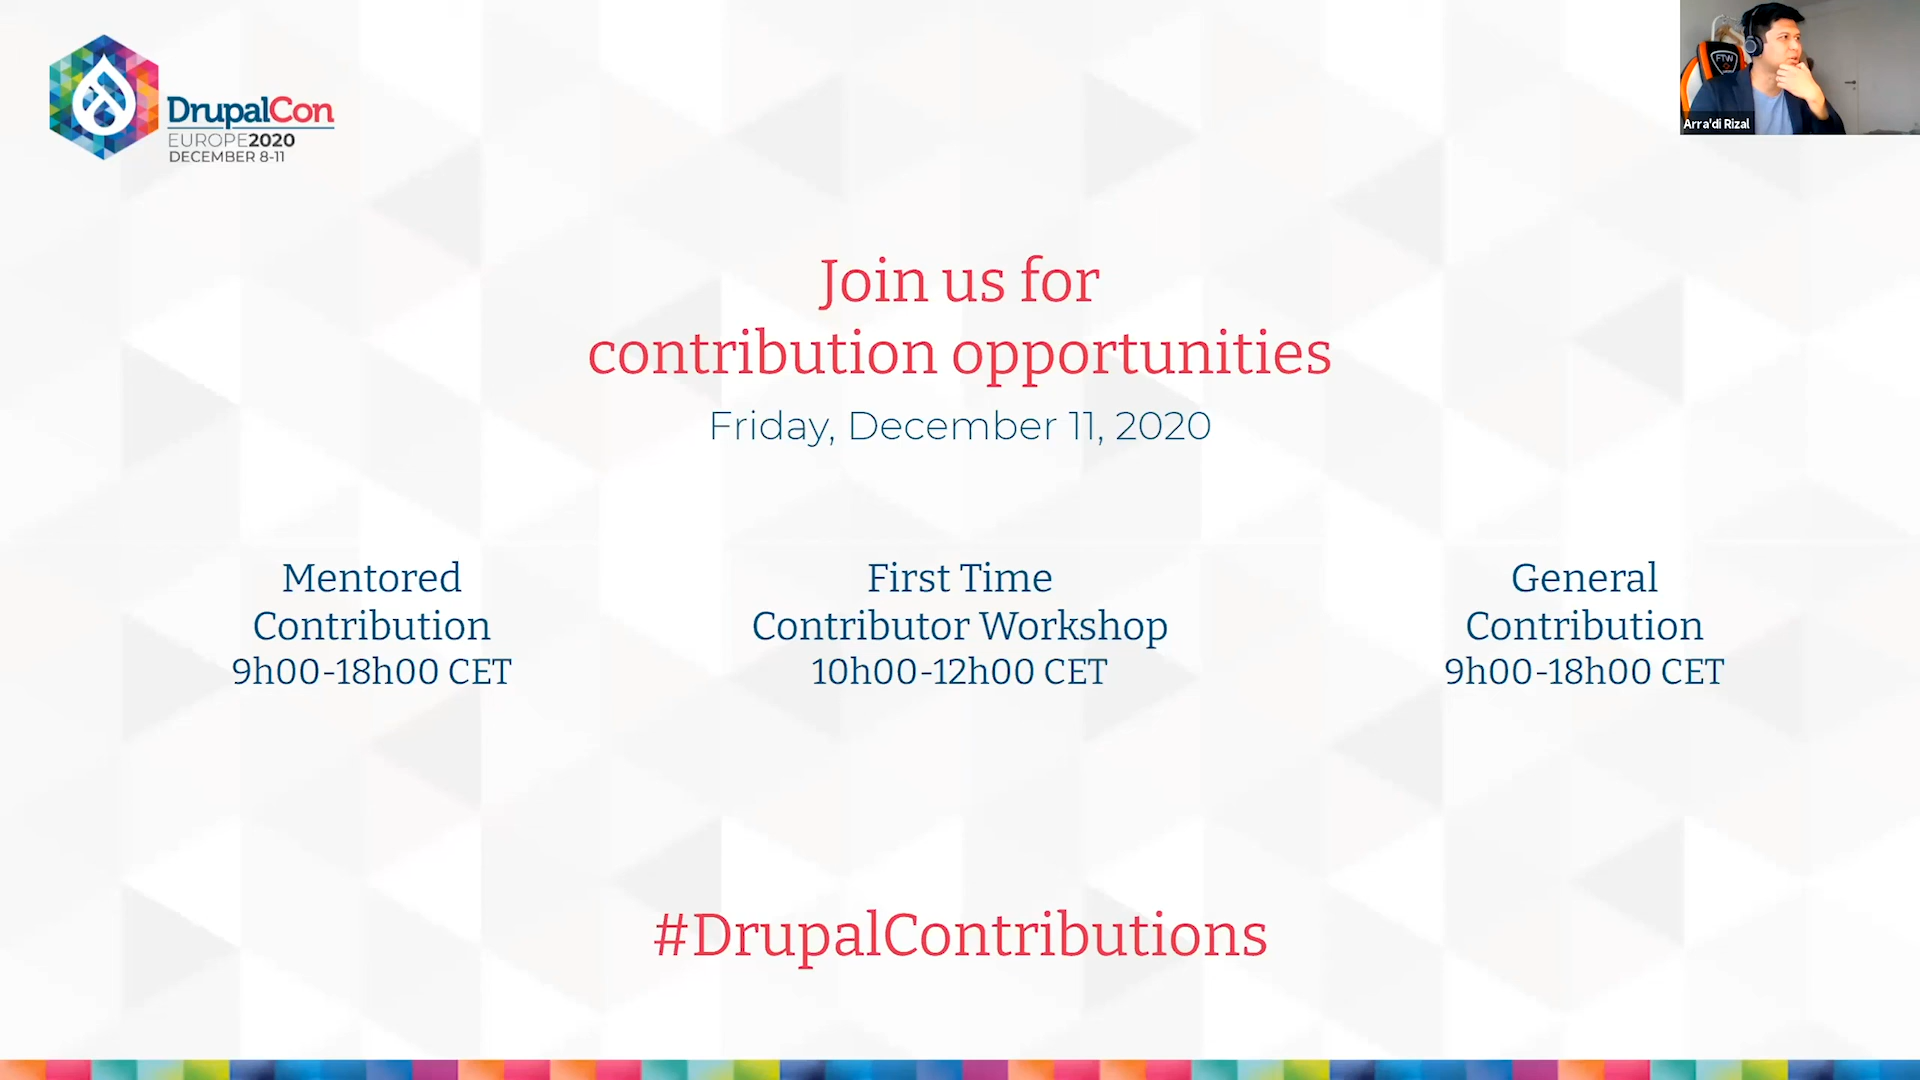 DrupalCon
EUROPE2020
DECEMBER 8-11
FTW
Arra'di Rizal
Join us for
contribution opportunities
Friday, December 11, 2020
Mentored
Contribution
9h00-18h00 CET
First Time
Contributor Workshop
10h00-12h00 CET
General
Contribution
9h00-18h00 CET
#DrupalContributions